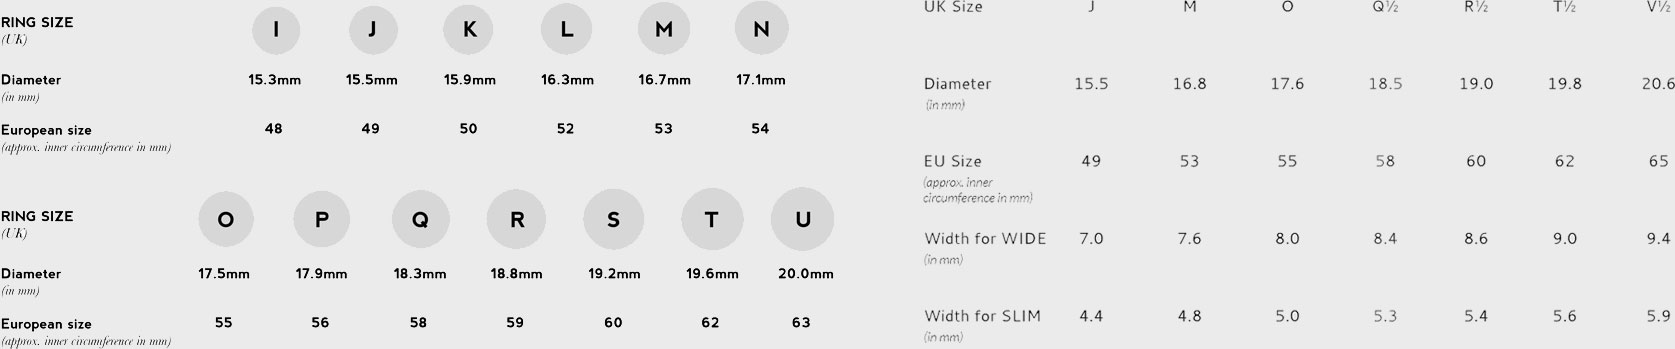 RING SIZE I J K L M N
(UK)
Diameter 15.3mm 15.5mm 15.9mm 16.3mm 16.7mm 17.1mm
(in mm)
European size 48 49 50 52 53 54
(approx. inner circumference in mm)
RING SIZE O P Q R S T U
(UK)
Diameter 17.5mm 17.9mm 18.3mm 18.8mm 19.2mm 19.6mm 20.0mm
(in mm)
European size 55 56 58 59 60 62 63
(approx. inner circumference in mm)
UK Size J M O Q½ R½ T½ V½
Diameter 15.5 16.8 17.6 18.5 19.0 19.8 20.6
(in mm)
EU Size 49 53 55 58 60 62 65
(approx. inner
circumference in mm)
Width for WIDE 7.0 7.6 8.0 8.4 8.6 9.0 9.4
(in mm)
Width for SLIM 4.4 4.8 5.0 5.3 5.4 5.6 5.9
(in mm)